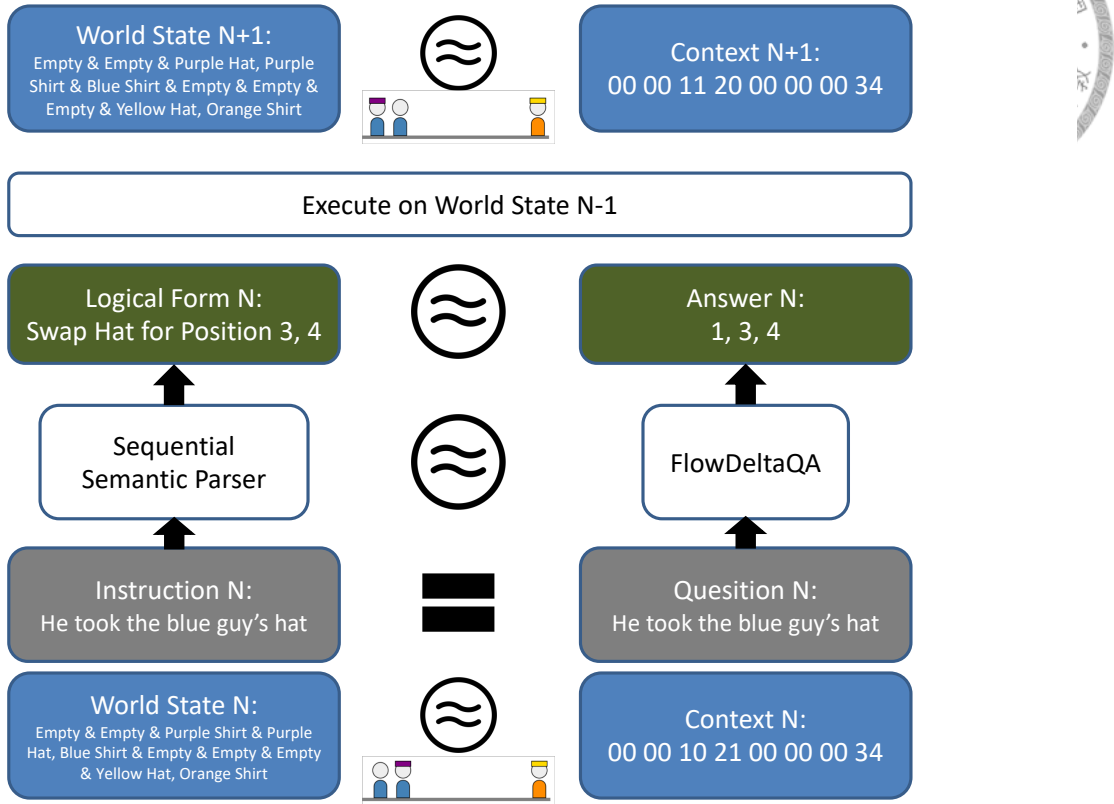 World State N+1:
Empty & Empty & Purple Hat, Purple
Shirt & Blue Shirt & Empty & Empty &
Empty & Yellow Hat, Orange Shirt
Context N+1:
00 00 11 20 00 00 00 34
Execute on World State N-1
Logical Form N:
Swap Hat for Position 3, 4
Answer N:
1, 3, 4
Sequential
Semantic Parser
FlowDeltaQA
Instruction N:
He took the blue guy’s hat
Quesition N:
He took the blue guy’s hat
World State N:
Empty & Empty & Purple Shirt & Purple
Hat, Blue Shirt & Empty & Empty & Empty
& Yellow Hat, Orange Shirt
Context N:
00 00 10 21 00 00 00 34